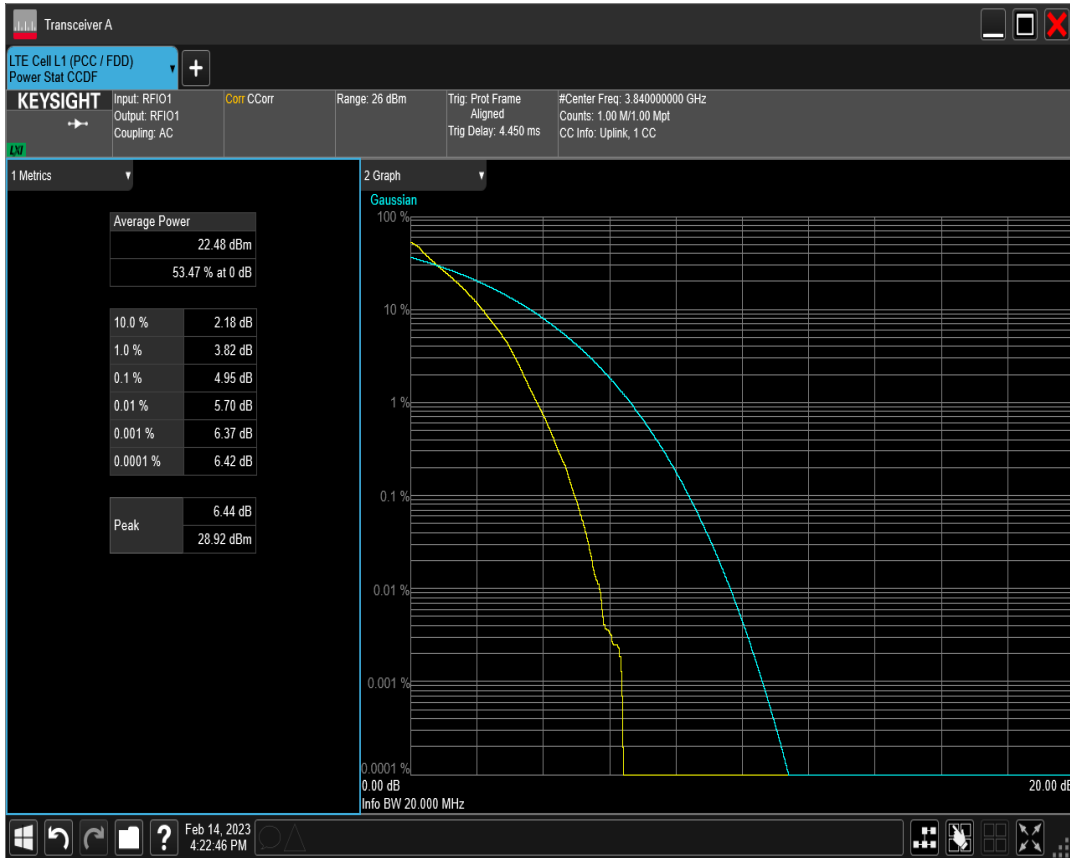 Transceiver A
LTE Cell L1 (PCC / FDD)
Power Stat CCDF
KEYSIGHT
LXI
Input: RFIO1
Output: RFIO1
Coupling: AC
Corr CCorr
Range: 26 dBm
Trig: Prot Frame
Aligned
Trig Delay: 4.450 ms
#Center Freq: 3.840000000 GHz
Counts: 1.00 M/1.00 Mpt
CC Info: Uplink, 1 CC
1 Metrics
Average Power
22.48 dBm
53.47 % at 0 dB
10.0 % 2.18 dB
1.0 % 3.82 dB
0.1 % 4.95 dB
0.01 % 5.70 dB
0.001 % 6.37 dB
0.0001 % 6.42 dB
Peak 6.44 dB
28.92 dBm
2 Graph
Gaussian
100 %
10 %
1 %
0.1 %
0.01 %
0.001 %
0.0001 %
0.00 dB 20.00 dB
Info BW 20.000 MHz
?
Feb 14, 2023
4:22:46 PM